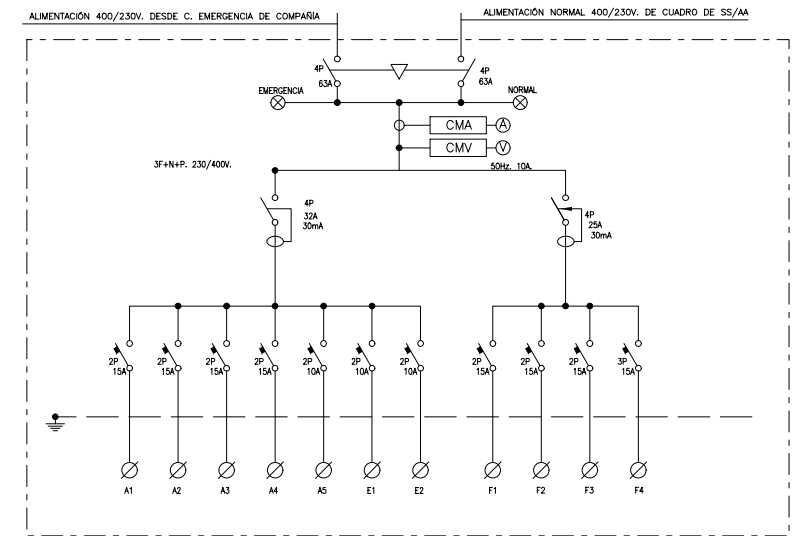 ALIMENTACIÓN 400/230V. DESDE C. EMERGENCIA DE COMPAÑÍA
ALIMENTACIÓN NORMAL 400/230V. DE CUADRO DE SS/AA
4P
63A
4P
63A
EMERGENCIA
NORMAL
CMA
A
CMV
V
3F+N+P. 230/400V.
50Hz. 10A.
4P
32A
30mA
4P
25A
30mA
2P
15A
2P
15A
2P
15A
2P
15A
2P
10A
2P
10A
2P
10A
2P
15A
2P
15A
2P
15A
3P
15A
A1
A2
A3
A4
A5
E1
E2
F1
F2
F3
F4